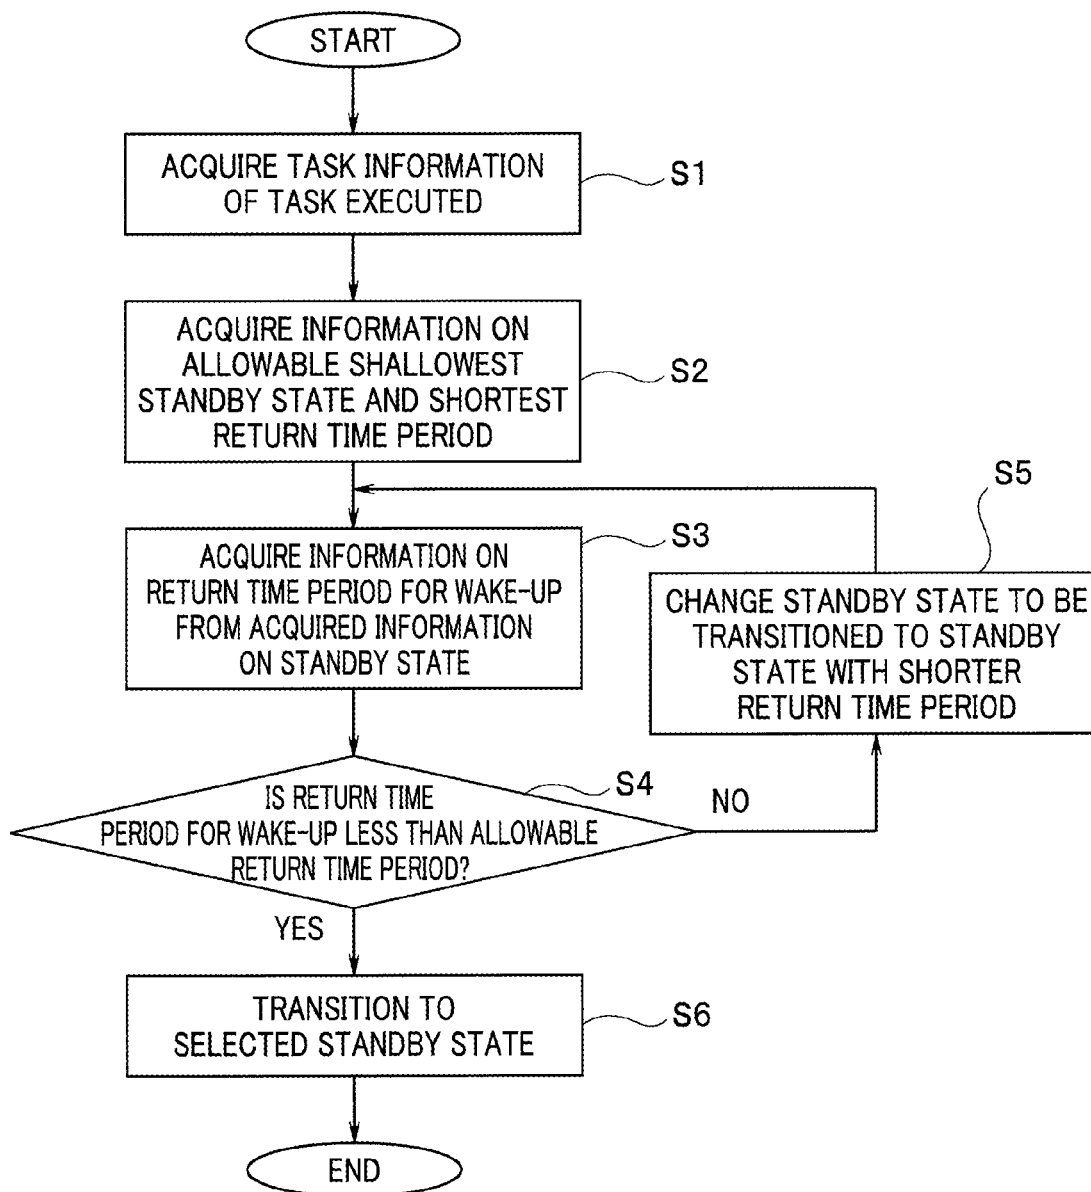 START
ACQUIRE TASK INFORMATION
OF TASK EXECUTED
S1
ACQUIRE INFORMATION ON
ALLOWABLE SHALLOWEST
STANDBY STATE AND SHORTEST
RETURN TIME PERIOD
S2
ACQUIRE INFORMATION ON
RETURN TIME PERIOD FOR WAKE-UP
FROM ACQUIRED INFORMATION
ON STANDBY STATE
S3
S5
CHANGE STANDBY STATE TO BE
TRANSITIONED TO STANDBY
STATE WITH SHORTER
RETURN TIME PERIOD
IS RETURN TIME
PERIOD FOR WAKE-UP LESS THAN ALLOWABLE
RETURN TIME PERIOD?
S4
NO
YES
TRANSITION TO
SELECTED STANDBY STATE
S6
END